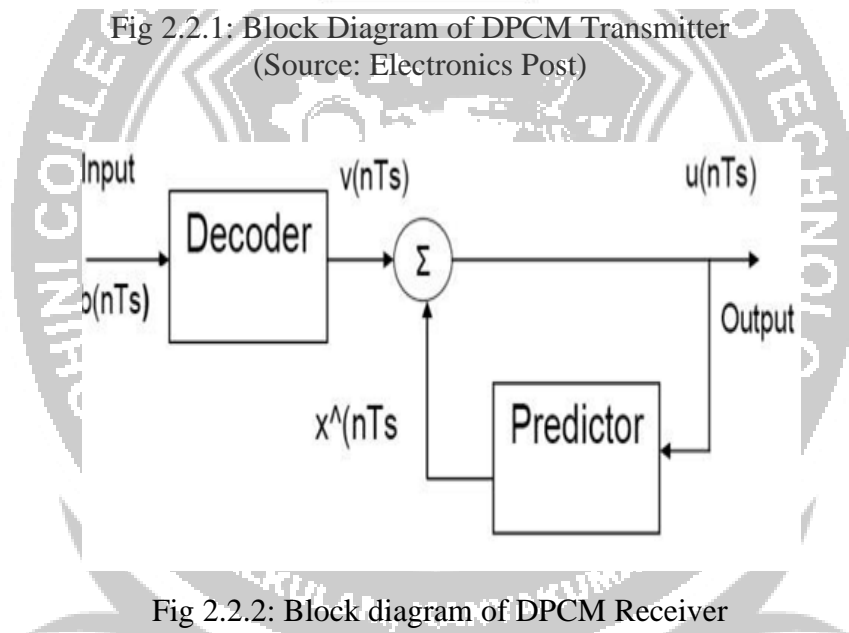 Fig 2.2.1: Block Diagram of DPCM Transmitter
(Source: Electronics Post)
Input
v(nTs)
u(nTs)
Decoder
Σ
(nTs)
Output
x^(nTs
Predictor
Fig 2.2.2: Block diagram of DPCM Receiver